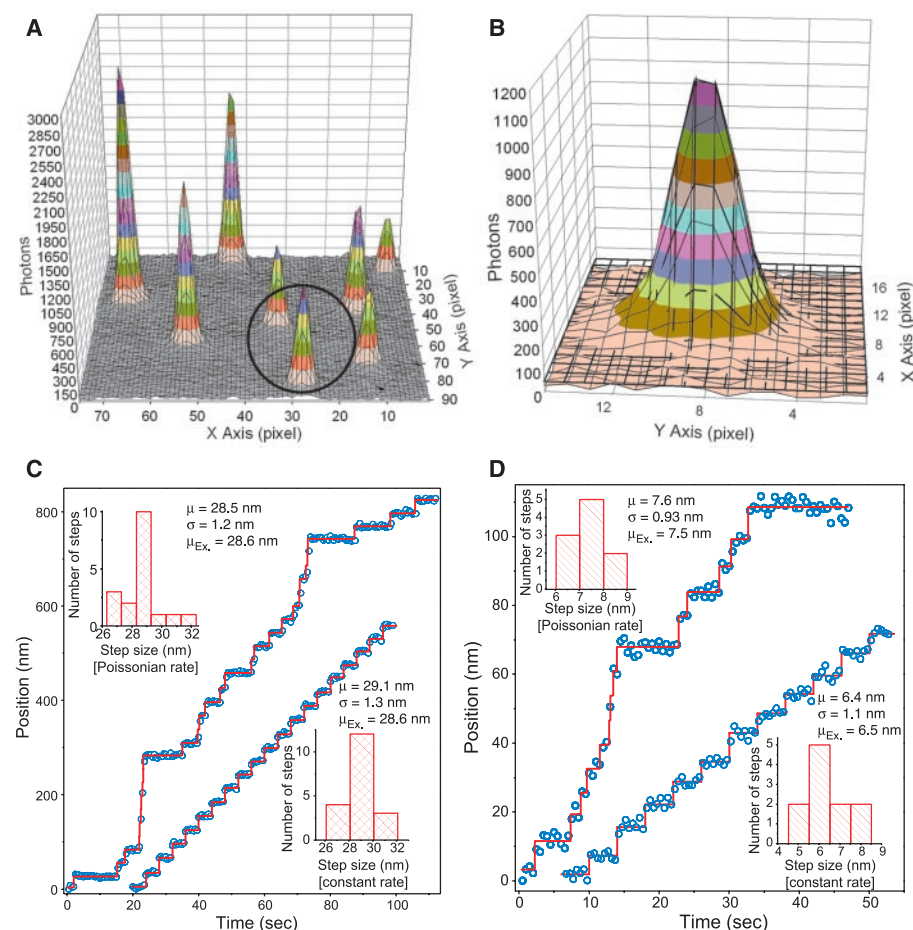 A
3000
2850
2700
2550
2400
2250
2100
1950
1800
1650
1500
1350
1200
1050
900
750
600
450
300
150
Photons
70 60 50 40 30 20 10
X Axis (pixel)
10
20
30
40
50
60
70
80
90
Y Axis (pixel)
B
1200
1100
1000
900
800
700
600
500
400
300
200
100
0
Photons
12 8 4
Y Axis (pixel)
16
12
8
4
X Axis (pixel)
C
800
600
400
200
0
Position (nm)
0 20 40 60 80 100
Time (sec)
10
5
0
Number of steps
26 28 30 32
Step size (nm)
[Poissonian rate]
μ = 28.5 nm
σ = 1.2 nm
μEx. = 28.6 nm
μ = 29.1 nm
σ = 1.3 nm
μEx. = 28.6 nm
10
5
0
Number of steps
26 28 30 32
Step size (nm)
[constant rate]
D
100
80
60
40
20
0
Position (nm)
0 10 20 30 40 50
Time (sec)
5
4
3
2
1
0
Number of steps
6 7 8 9
Step size (nm)
[Poissonian rate]
μ = 7.6 nm
σ = 0.93 nm
μEx. = 7.5 nm
μ = 6.4 nm
σ = 1.1 nm
μEx. = 6.5 nm
5
4
3
2
1
0
Number of steps
4 5 6 7 8 9
Step size (nm)
[constant rate]